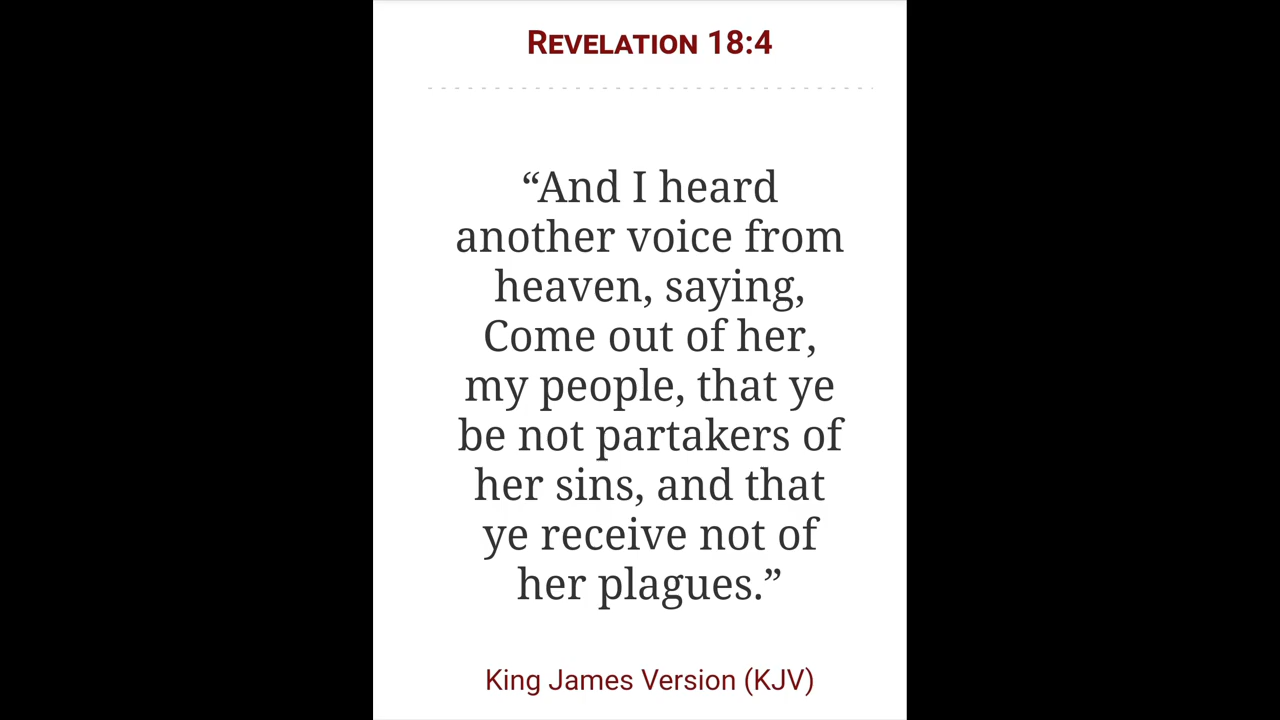 REVELATION 18:4
“And I heard
another voice from
heaven, saying,
Come out of her,
my people, that ye
be not partakers of
her sins, and that
ye receive not of
her plagues.”
King James Version (KJV)